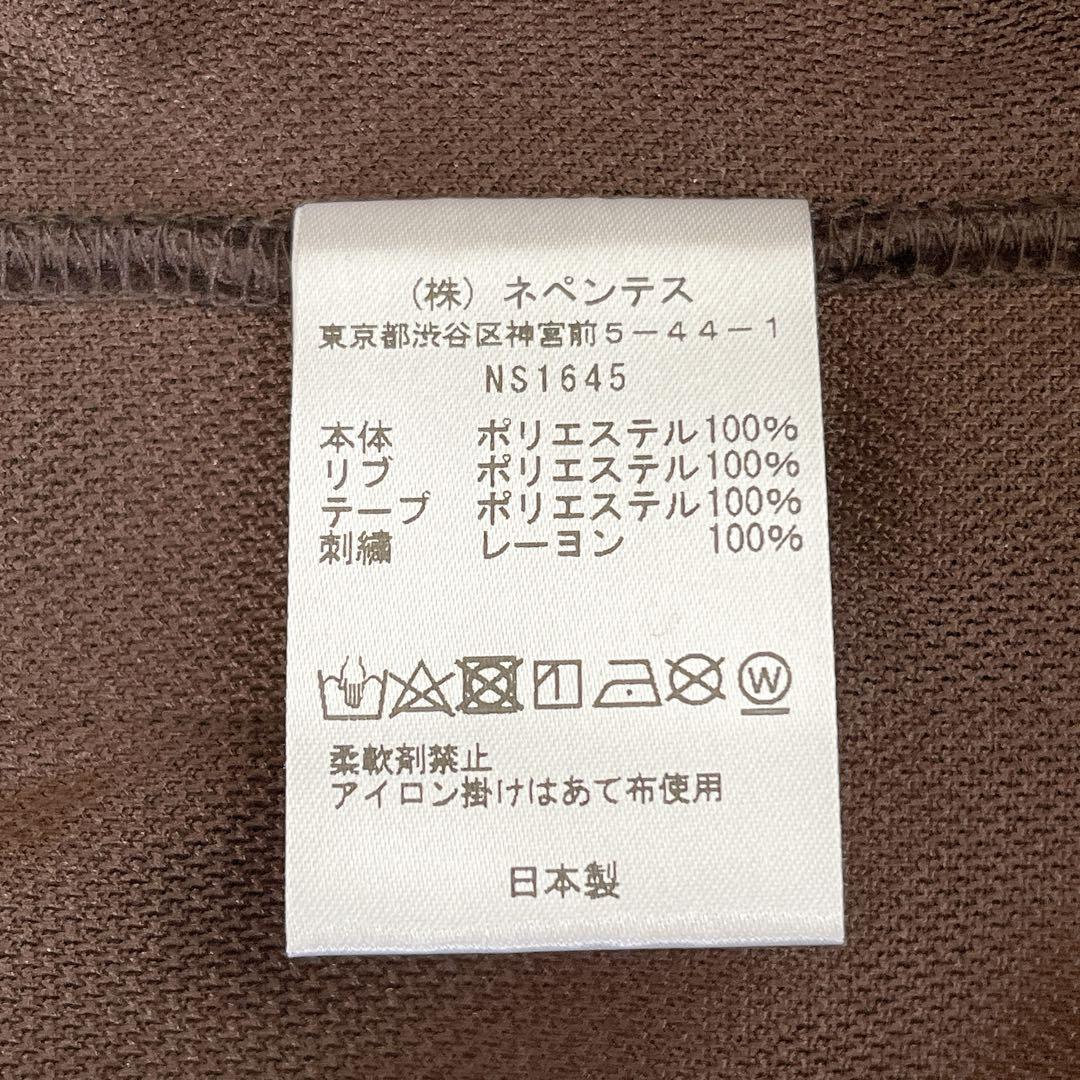 (株) ネペンテス
東京都渋谷区神宮前5-44-1
NS1645
本体 ポリエステル100%
リブ ポリエステル100%
テープ ポリエステル100%
刺繍 レーヨン 100%
W
柔軟剤禁止
アイロン掛けはあて布使用
日本製